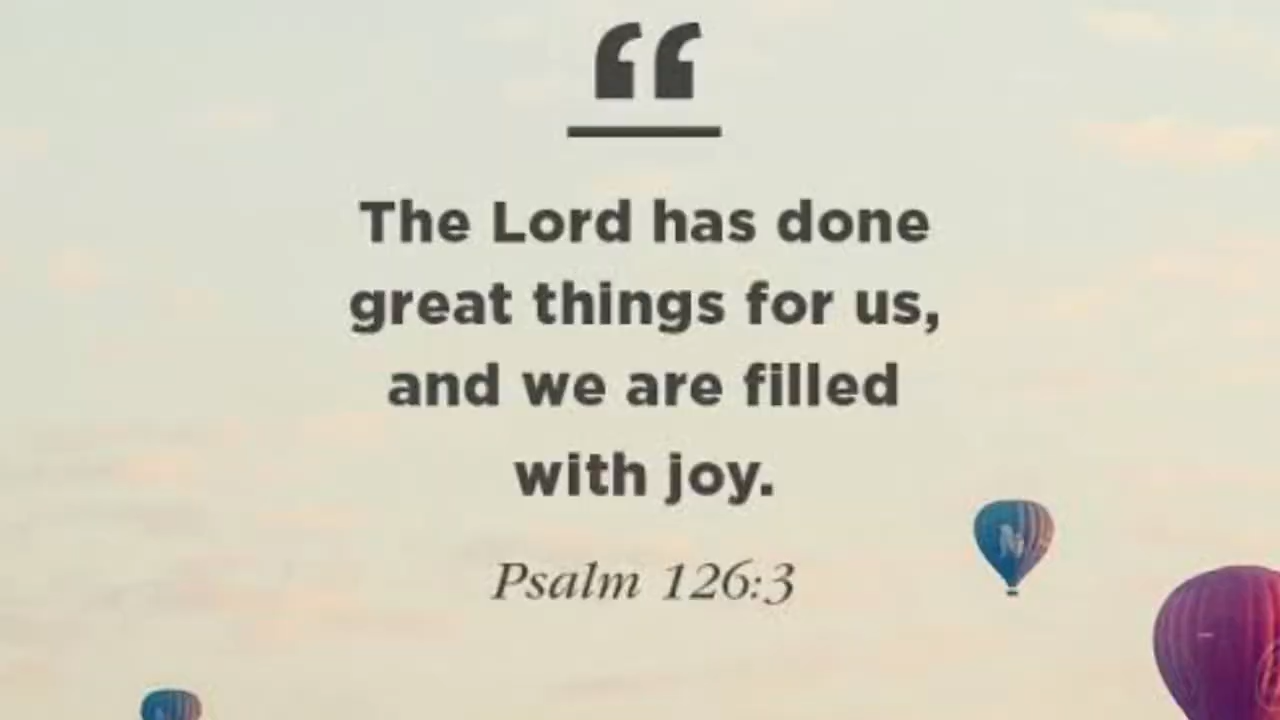 “
The Lord has done
great things for us,
and we are filled
with joy.
Psalm 126:3
N